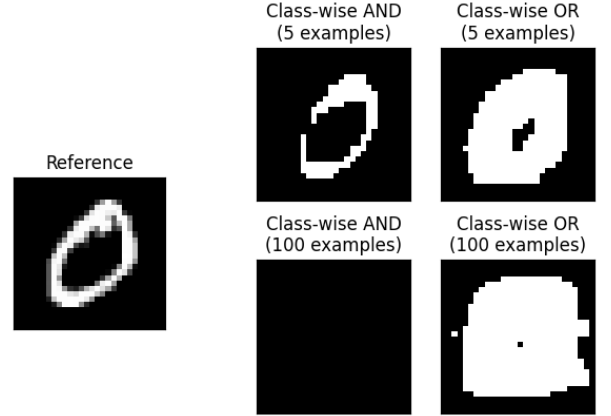 Reference
Class-wise AND
(5 examples)
Class-wise OR
(5 examples)
Class-wise AND
(100 examples)
Class-wise OR
(100 examples)